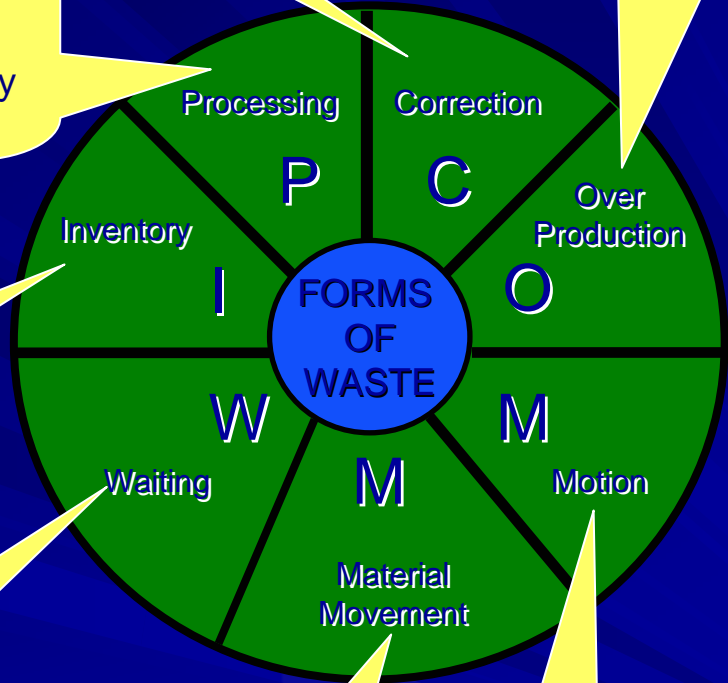 y
Processing
P
Correction
C
Over
Production
O
Inventory
I
FORMS
OF
WASTE
W
Waiting
M
Motion
M
Material
Movement